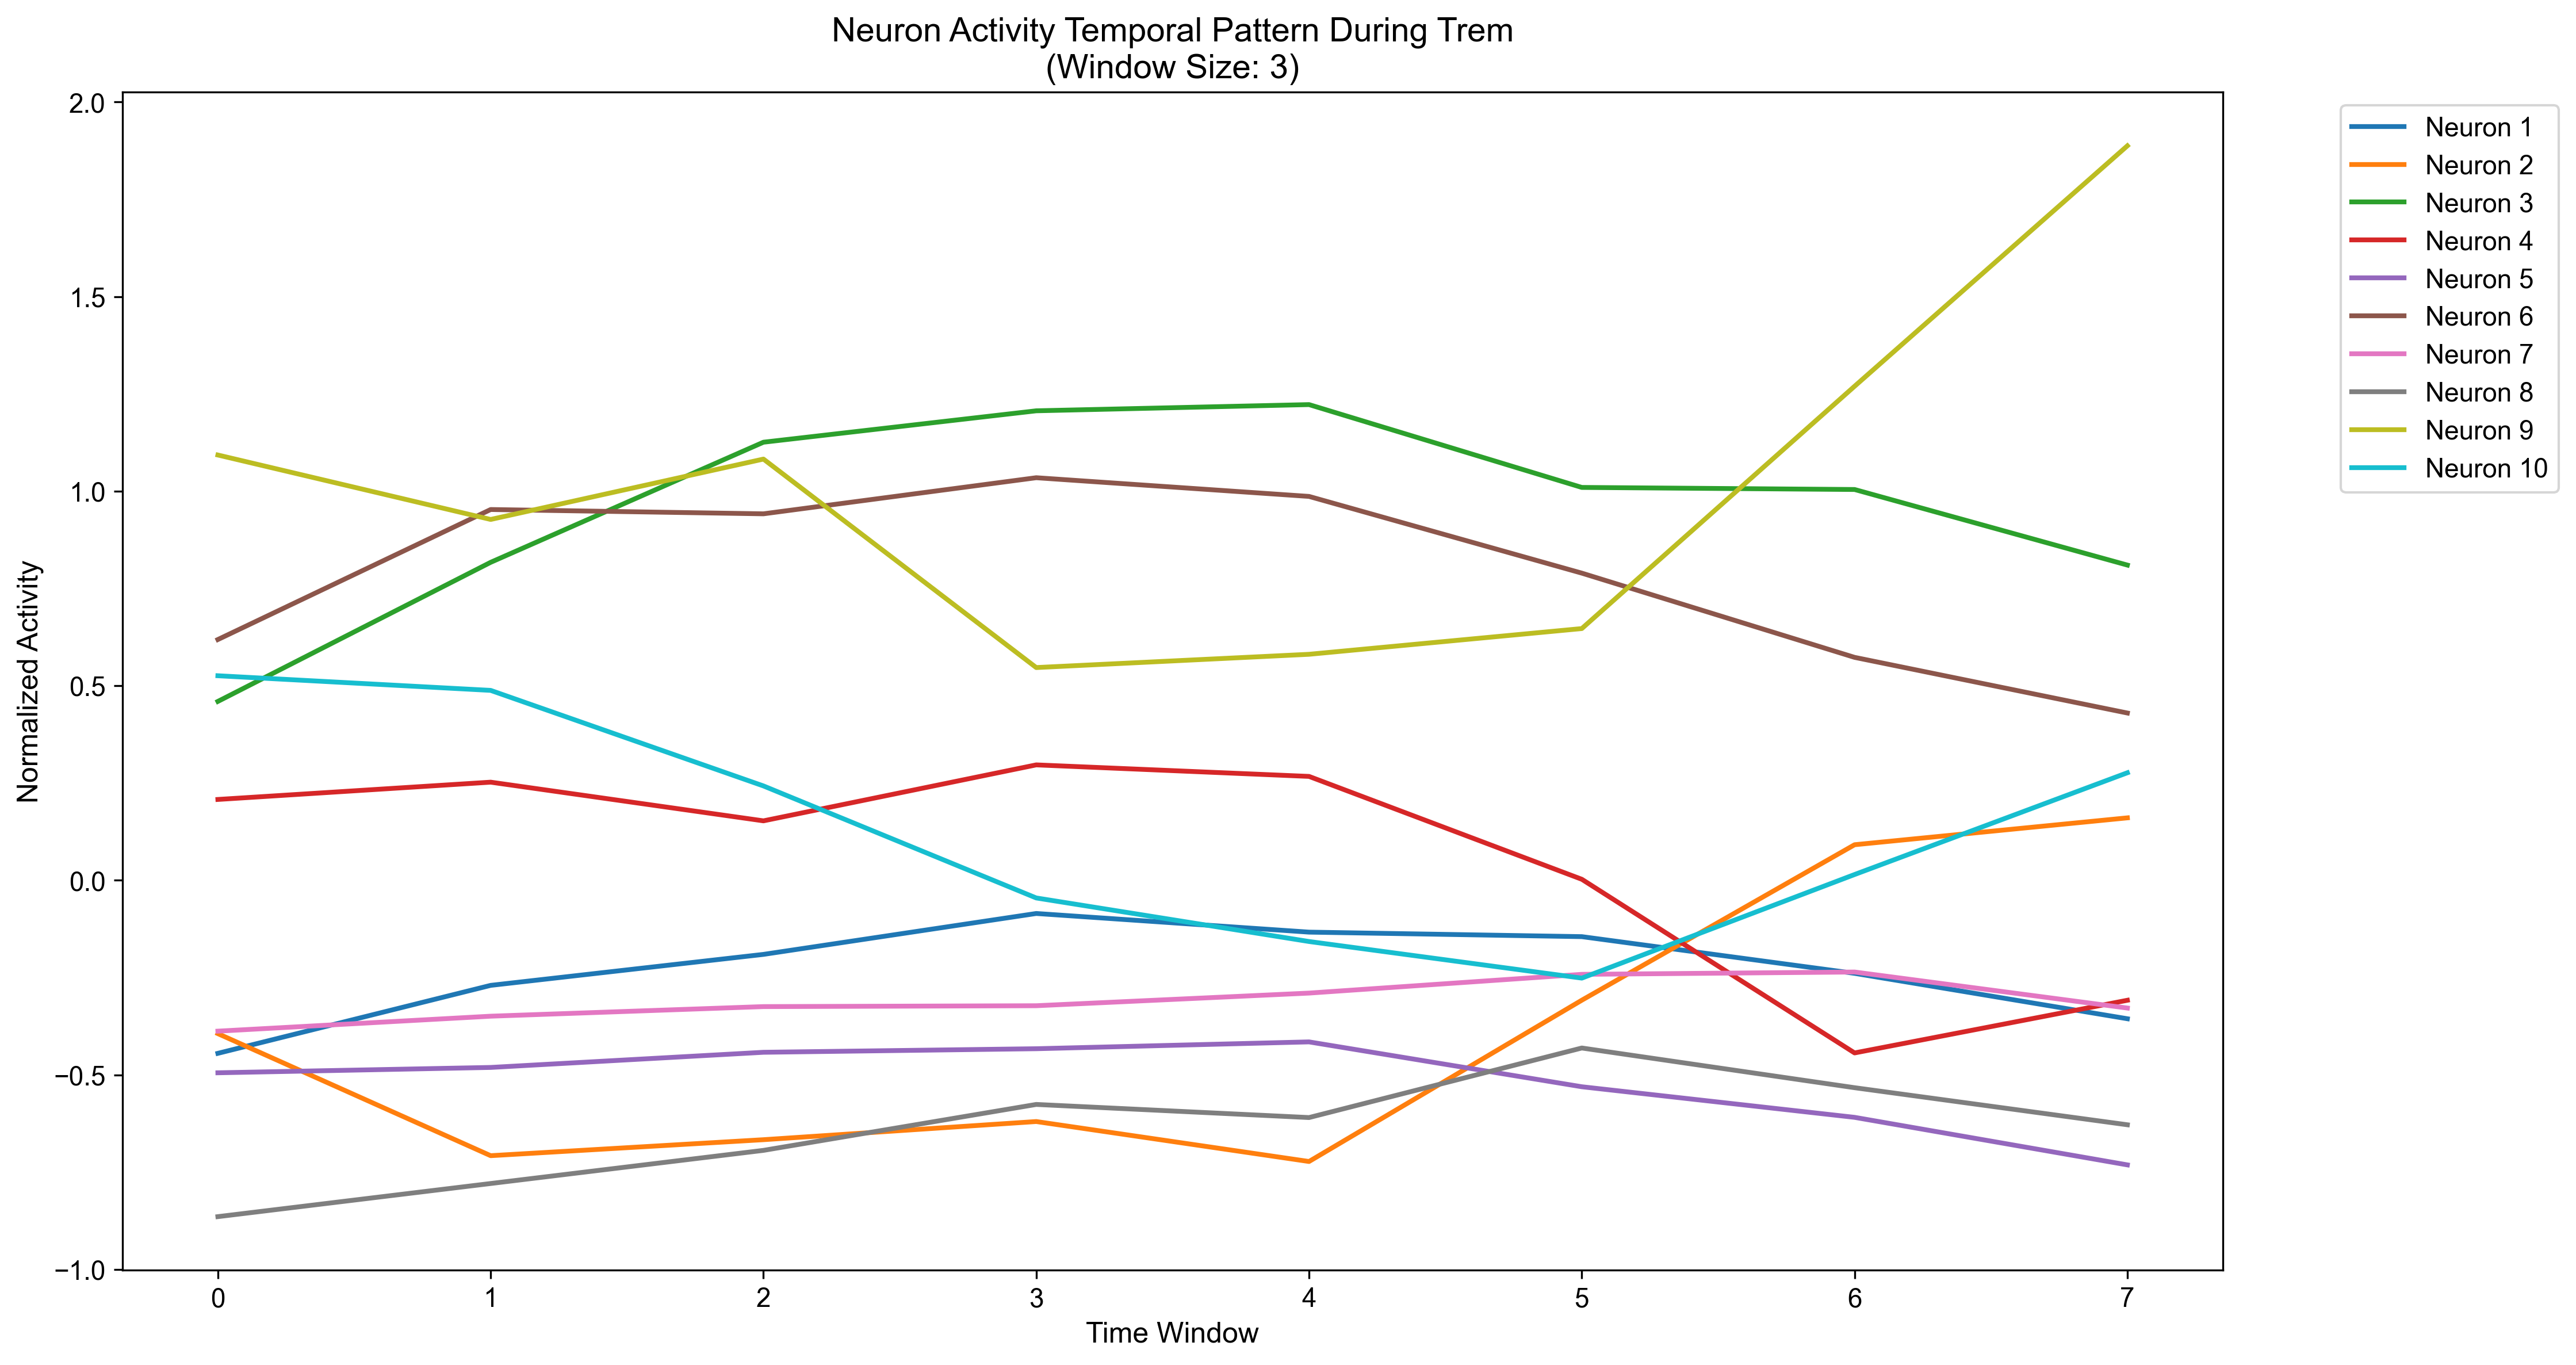 Neuron Activity Temporal Pattern During Trem
(Window Size: 3)
Normalized Activity
2.0
1.5
1.0
0.5
0.0
−0.5
−1.0
0 1 2 3 4 5 6 7
Time Window
Neuron 1
Neuron 2
Neuron 3
Neuron 4
Neuron 5
Neuron 6
Neuron 7
Neuron 8
Neuron 9
Neuron 10